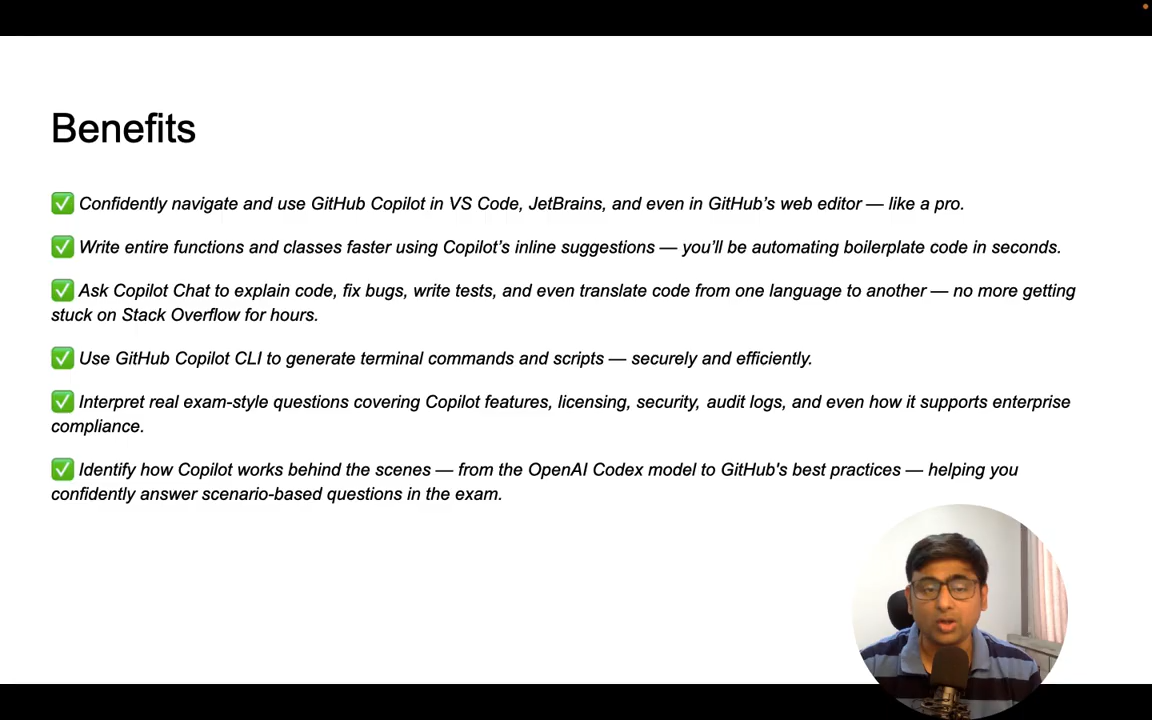 Benefits
✅ Confidently navigate and use GitHub Copilot in VS Code, JetBrains, and even in GitHub’s web editor — like a pro.
✅ Write entire functions and classes faster using Copilot’s inline suggestions — you’ll be automating boilerplate code in seconds.
✅ Ask Copilot Chat to explain code, fix bugs, write tests, and even translate code from one language to another — no more getting
stuck on Stack Overflow for hours.
✅ Use GitHub Copilot CLI to generate terminal commands and scripts — securely and efficiently.
✅ Interpret real exam-style questions covering Copilot features, licensing, security, audit logs, and even how it supports enterprise
compliance.
✅ Identify how Copilot works behind the scenes — from the OpenAI Codex model to GitHub's best practices — helping you
confidently answer scenario-based questions in the exam.